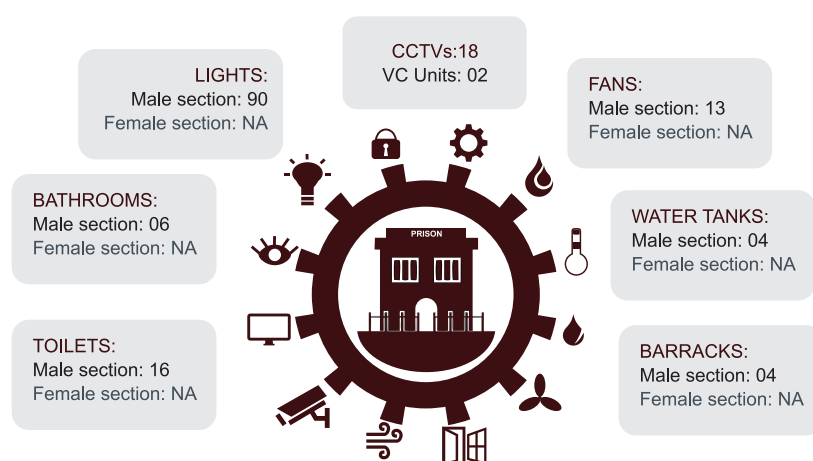 CCTVs:18
VC Units: 02
LIGHTS:
Male section: 90
Female section: NA
FANS:
Male section: 13
Female section: NA
BATHROOMS:
Male section: 06
Female section: NA
WATER TANKS:
Male section: 04
Female section: NA
PRISON
TOILETS:
Male section: 16
Female section: NA
BARRACKS:
Male section: 04
Female section: NA